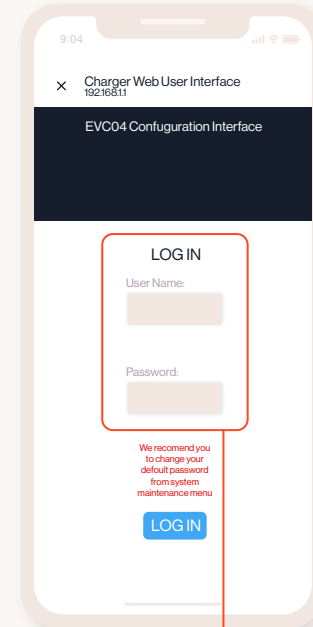 9:04
Charger Web User Interface
192.168.1.1
EVC04 Confuguration Interface
LOG IN
User Name:
Password:
We recomend you
to change your
defoult password
from system
maintenance menu
LOG IN